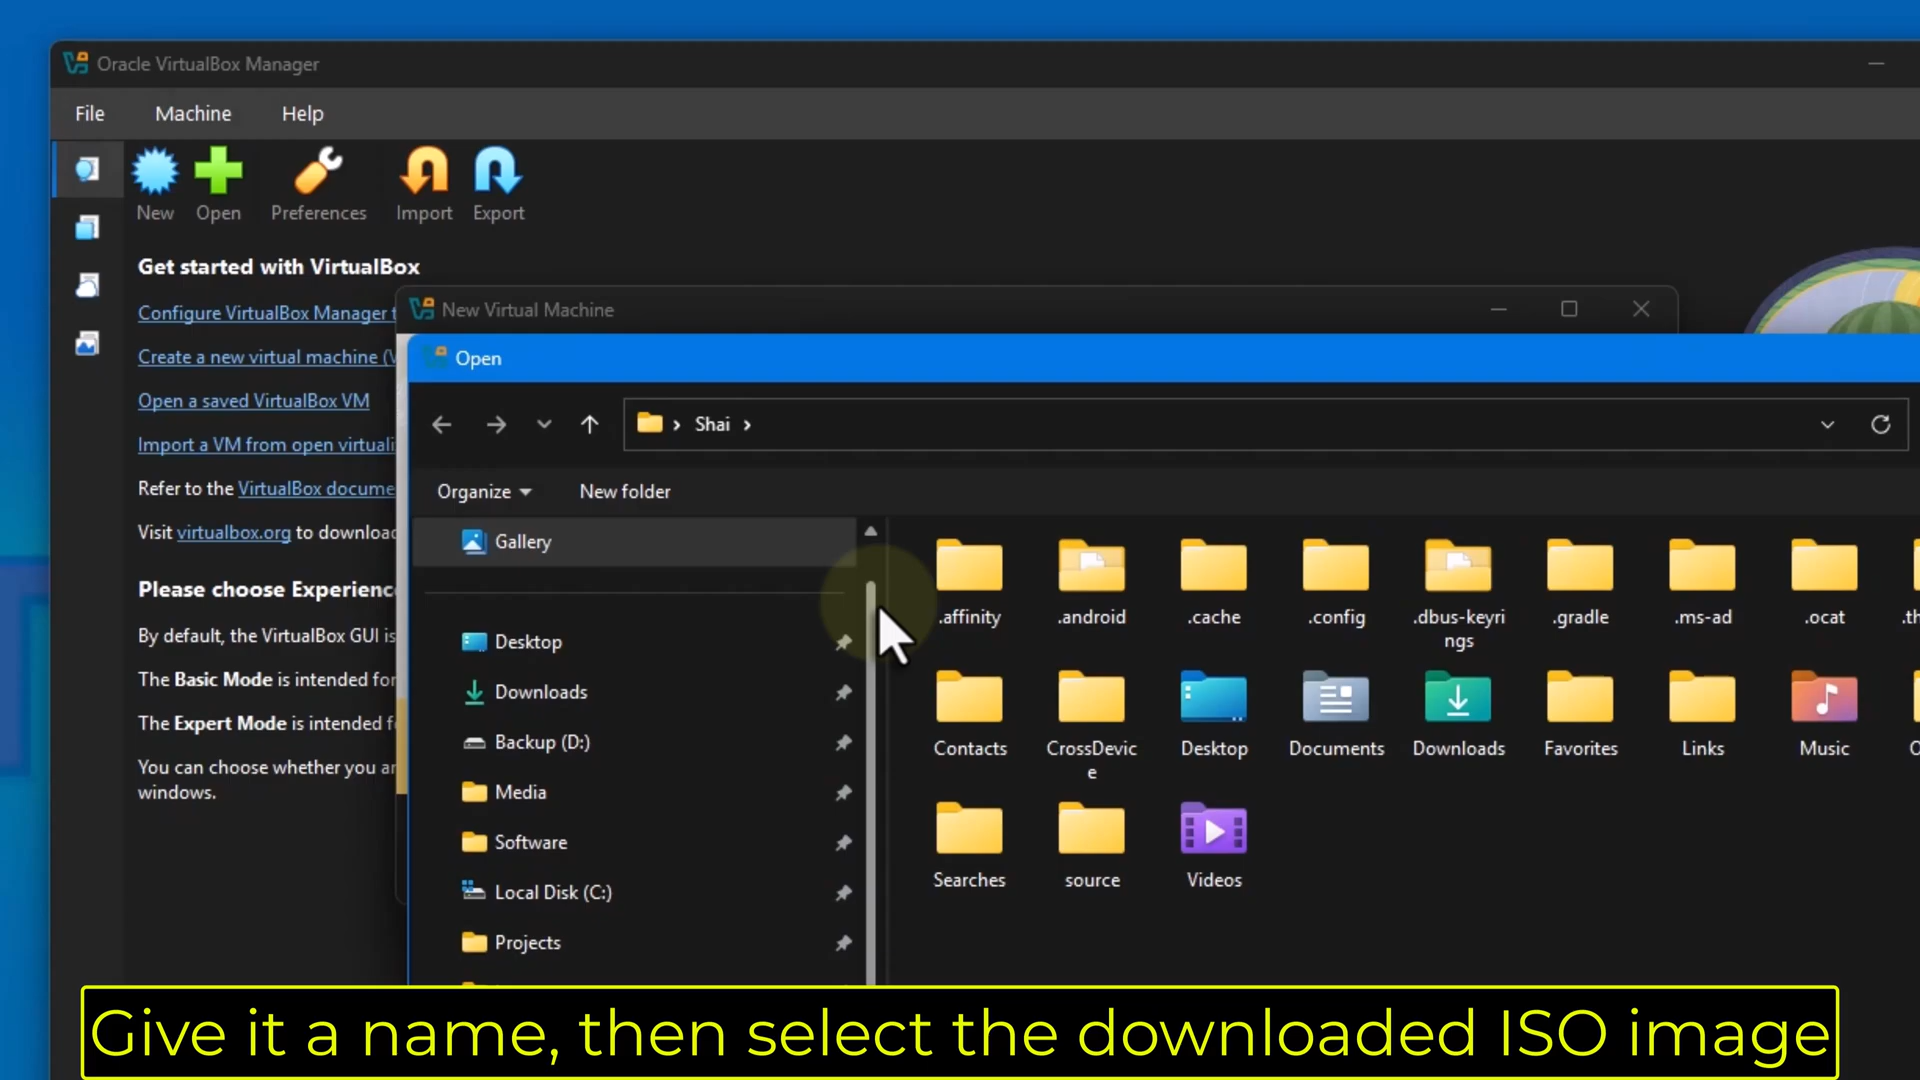 Oracle VirtualBox Manager
File Machine Help
New Open Preferences Import Export
Get started with VirtualBox
Configure VirtualBox Manager
Create a new virtual machine
Open a saved VirtualBox VM
Import a VM from open
Refer to the VirtualBox
Visit virtualbox.org to
Please choose
By default, the VirtualBox GUI is
The Basic Mode is intended for
The Expert Mode is intended
You can choose whether you
windows.
New Virtual Machine
Open
Shai
Organize New folder
Gallery
Desktop
Downloads
Backup (D:)
Media
Software
Local Disk (C:)
Projects
.affinity .android .cache .config .dbus-keyri .gradle .ms-ad .ocat
ngs
Contacts CrossDevic Desktop Documents Downloads Favorites Links Music
e
Searches source Videos
Give it a name, then select the downloaded ISO image